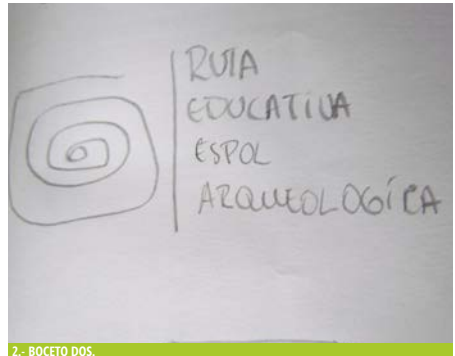 RUTA
EDUCATIVA
ESPOL
ARQUEOLOGÍCA
2.- BOCETO DOS.